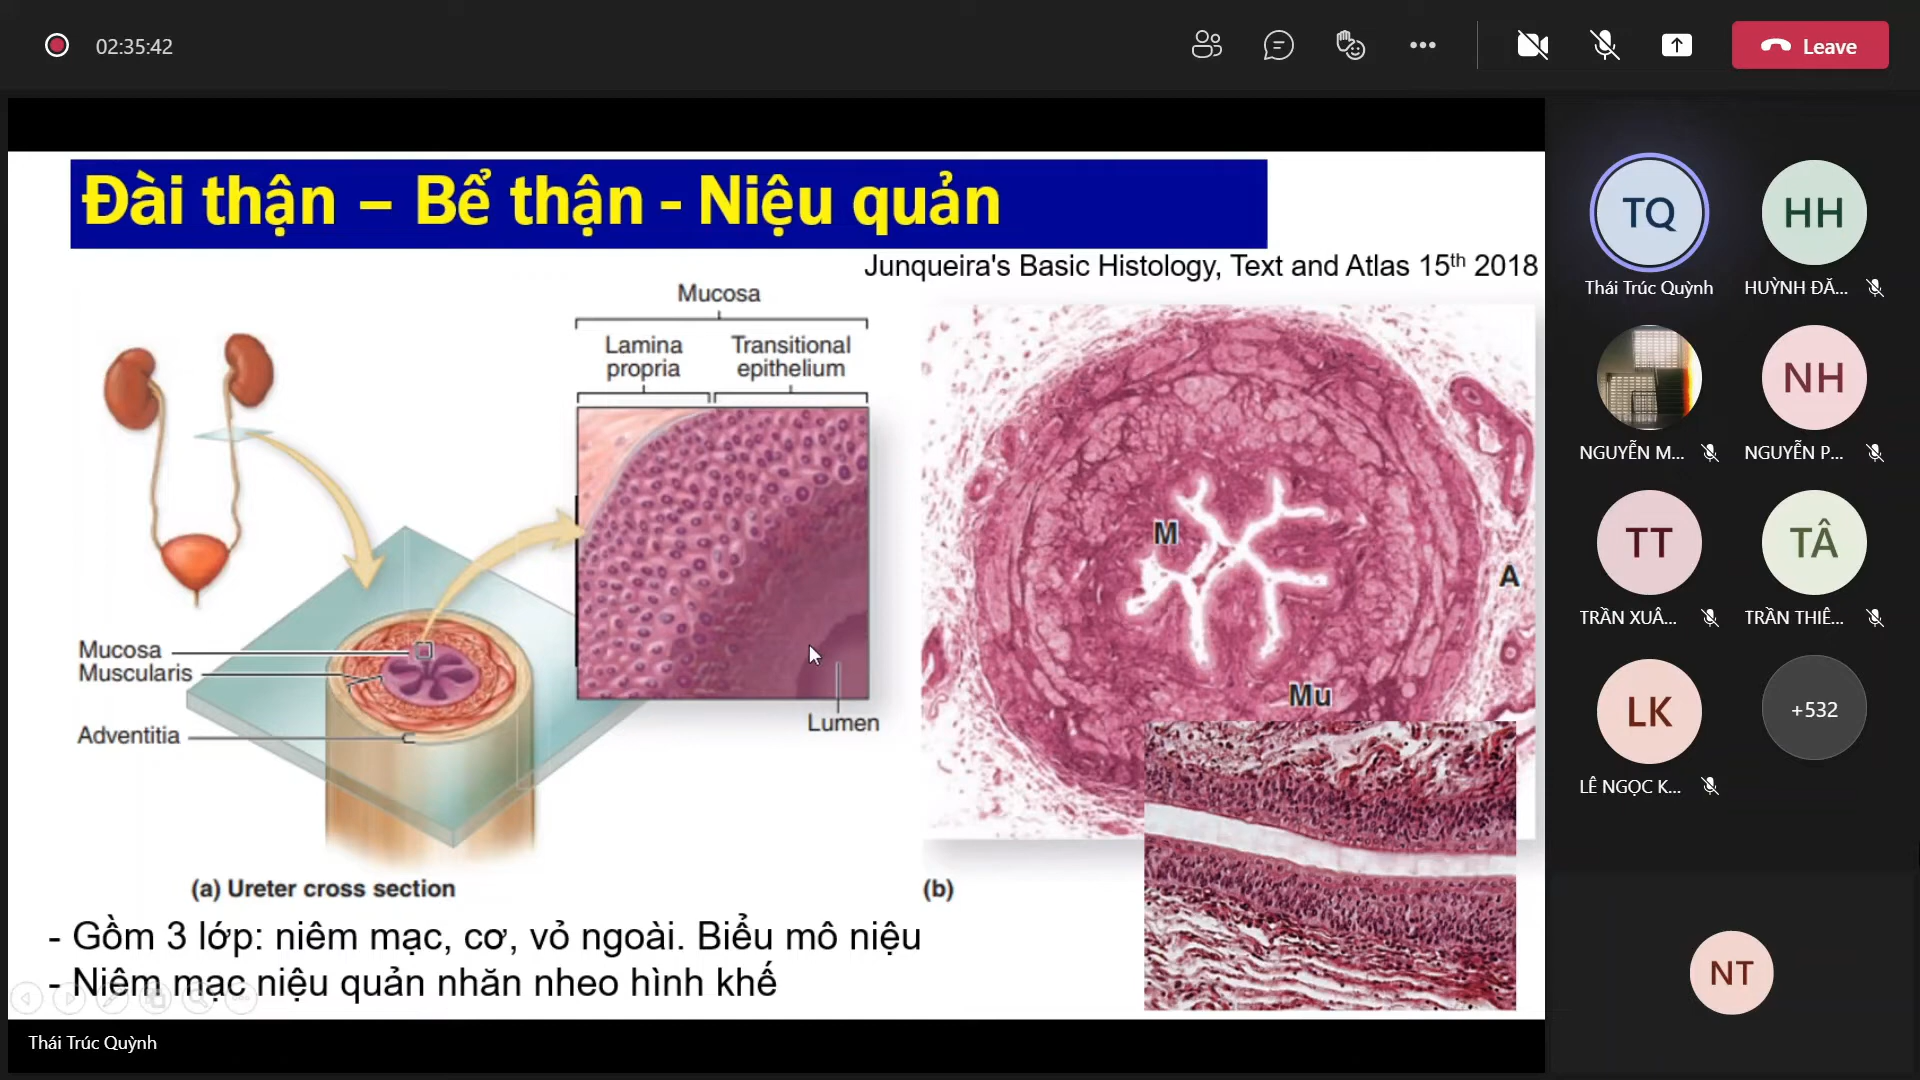 02:35:42
Leave
Đài thận – Bể thận - Niệu quản
Junqueira's Basic Histology, Text and Atlas 15th 2018
Mucosa
Lamina propria
Transitional epithelium
Lumen
Mucosa
Muscularis
Adventitia
(a) Ureter cross section
M
A
Mu
(b)
- Gồm 3 lớp: niêm mạc, cơ, vỏ ngoài. Biểu mô niệu
- Niêm mạc niệu quản nhăn nheo hình khế
Thái Trúc Quỳnh
TQ
Thái Trúc Quỳnh
HH
HUỲNH ĐĂ...
NGUYỄN M...
NH
NGUYỄN P...
TT
TRẦN XUÂ...
TÂ
TRẦN THIÊ...
LK
LÊ NGỌC K...
+532
NT